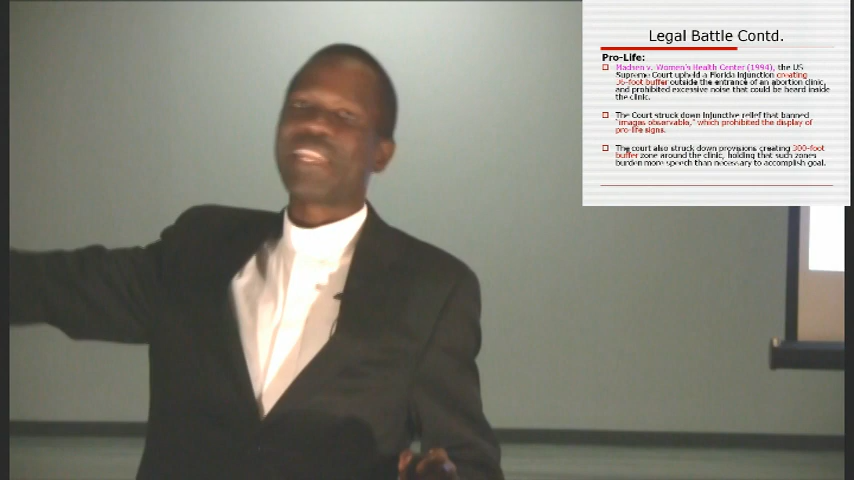 Legal Battle Contd.
Pro-Life:
Madsen v. Women's Health Center (1994), the US
Supreme Court upheld a Florida injunction creating
36-foot buffer outside the entrance of an abortion clinic,
and prohibited excessive noise that could be heard inside
the clinic.
The Court struck down injunctive relief that banned
"images observable," which prohibited the display of
pro-life signs.
The court also struck down provisions creating 300-foot
buffer zone around the clinic, holding that such zones
burden more speech than necessary to accomplish goal.